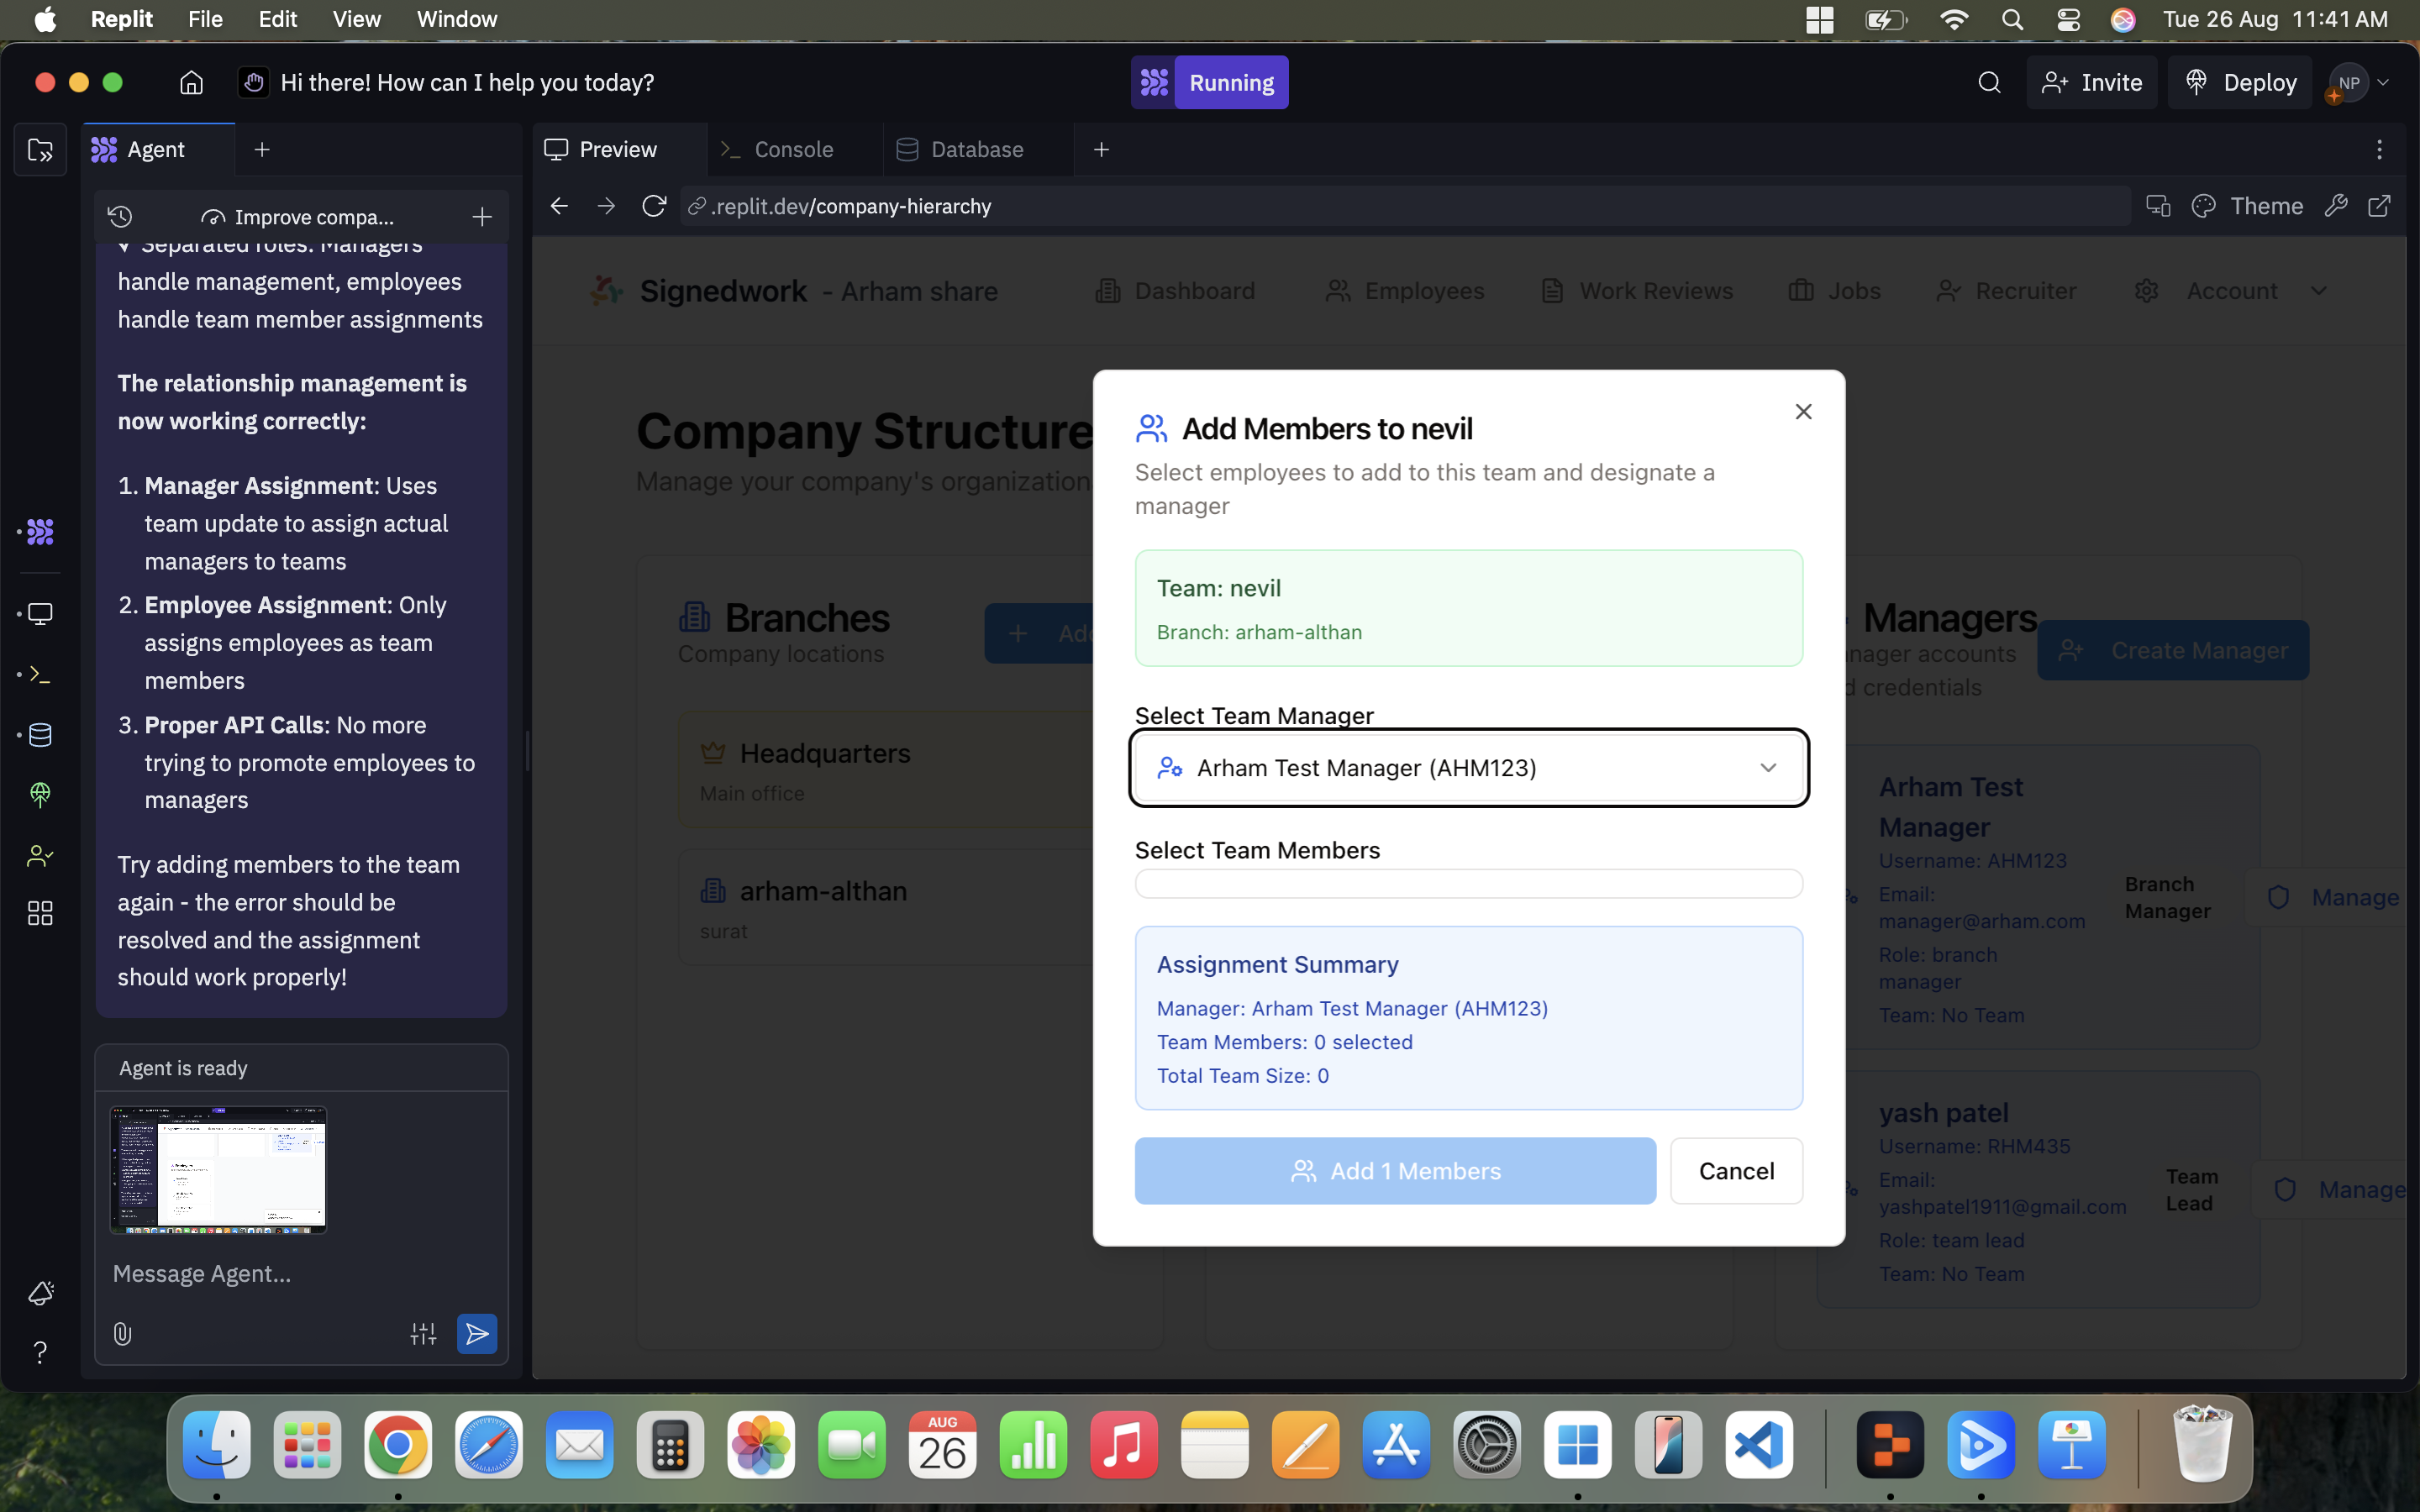 Replit File Edit View Window
Tue 26 Aug 11:41 AM
Hi there! How can I help you today?
Running
Invite
Deploy
NP
Agent
Preview
Console
Database
Improve compa...
.replit.dev/company-hierarchy
Theme
✓ Separated roles: Managers
handle management, employees
handle team member assignments
The relationship management is
now working correctly:
1. Manager Assignment: Uses
team update to assign actual
managers to teams
2. Employee Assignment: Only
assigns employees as team
members
3. Proper API Calls: No more
trying to promote employees to
managers
Try adding members to the team
again - the error should be
resolved and the assignment
should work properly!
Agent is ready
Message Agent...
Signedwork - Arham share
Dashboard
Employees
Work Reviews
Jobs
Recruiter
Account
Company Structure
Manage your company's organization
Branches
Company locations
Add
Headquarters
Main office
arham-althan
surat
Add Members to nevil
Select employees to add to this team and designate a
manager
Team: nevil
Branch: arham-althan
Select Team Manager
Arham Test Manager (AHM123)
Select Team Members
Assignment Summary
Manager: Arham Test Manager (AHM123)
Team Members: 0 selected
Total Team Size: 0
Add 1 Members
Cancel
Managers
nager accounts
d credentials
Create Manager
Arham Test
Manager
Username: AHM123
Email:
manager@arham.com
Role: branch
manager
Team: No Team
Branch
Manager
Manage
yash patel
Username: RHM435
Email:
yashpatel1911@gmail.com
Role: team lead
Team: No Team
Team
Lead
Manage
AUG
26